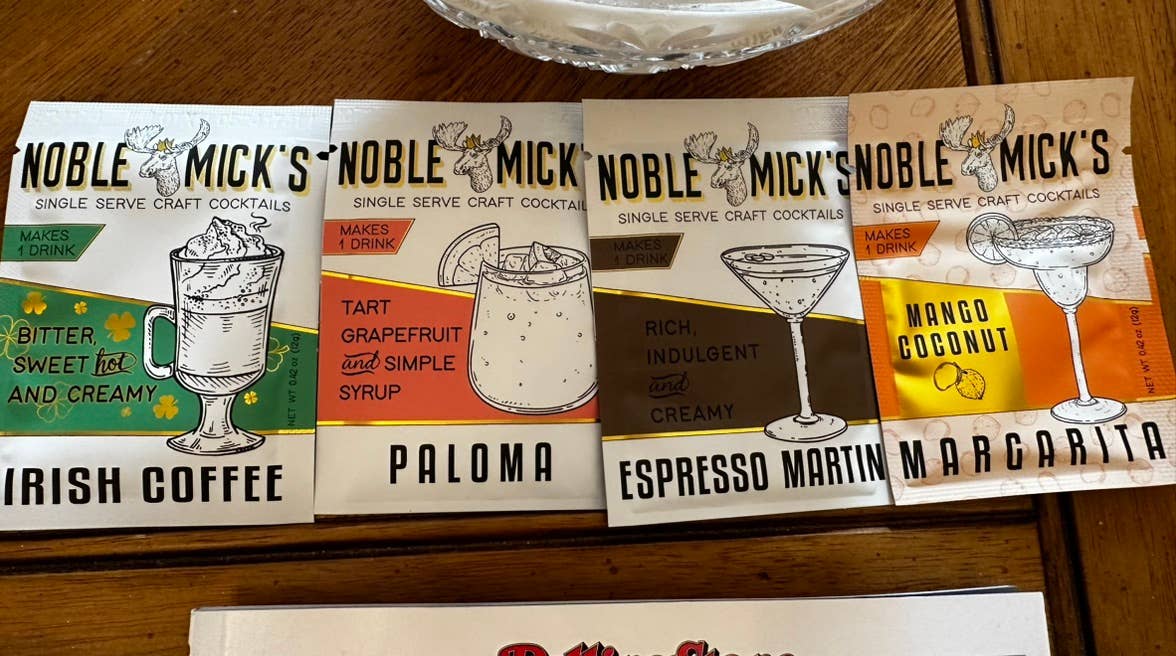 NOBLE MICK'S
SINGLE SERVE CRAFT COCKTAILS
MAKES
1 DRINK
BITTER,
SWEET hot
AND CREAMY
NET WT 0.42 oz (12g)
IRISH COFFEE
NOBLE MICK'
SINGLE SERVE CRAFT COCKTAIL
MAKES
1 DRINK
TART
GRAPEFRUIT
and SIMPLE
SYRUP
PALOMA
NOBLE MICK'S
SINGLE SERVE CRAFT COCKTAILS
MAKES
1 DRINK
RICH,
INDULGENT
and
CREAMY
ESPRESSO MARTIN
NOBLE MICK'S
SINGLE SERVE CRAFT COCKTAILS
MAKES
1 DRINK
MANGO
COCONUT
NET WT 0.42 oz (12g)
MARGARITA